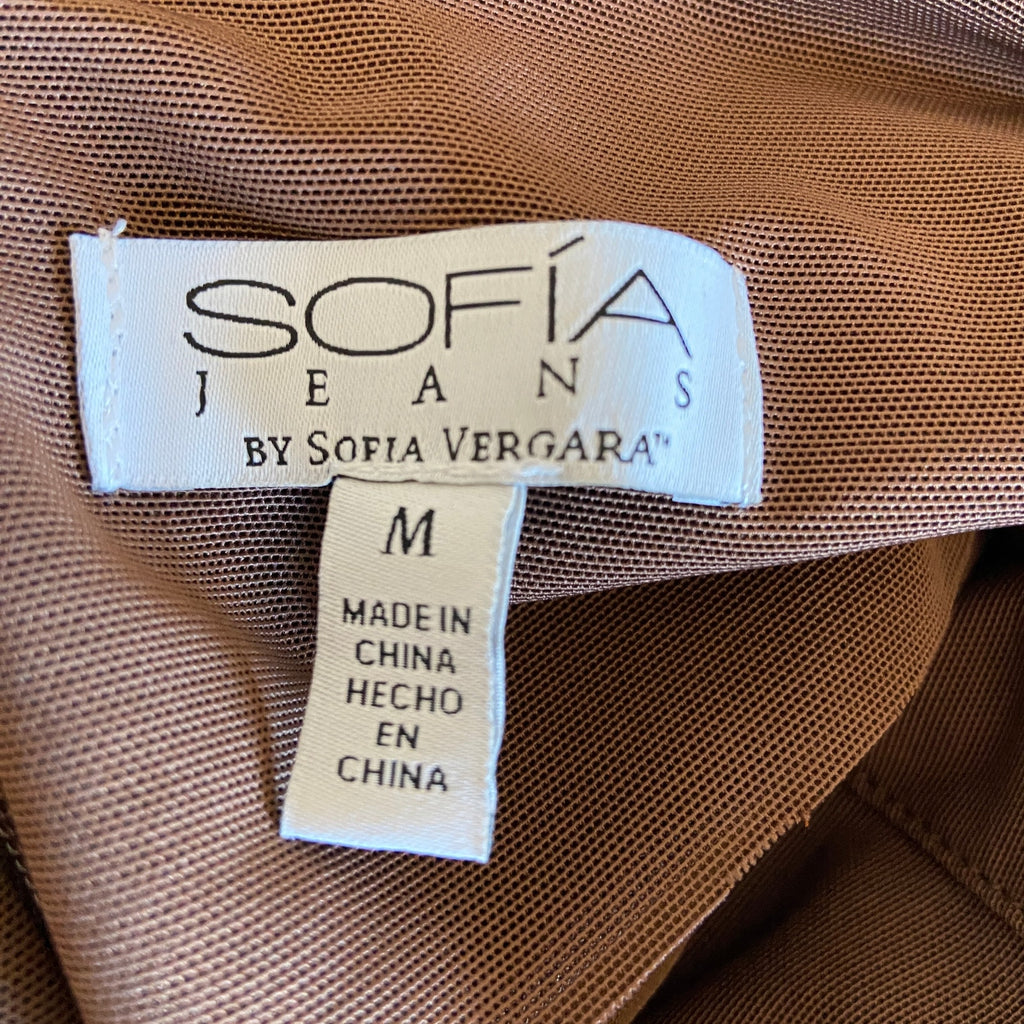 SOFÍA
JEANS
BY SOFIA VERGARA™
M
MADE IN
CHINA
HECHO
EN
CHINA